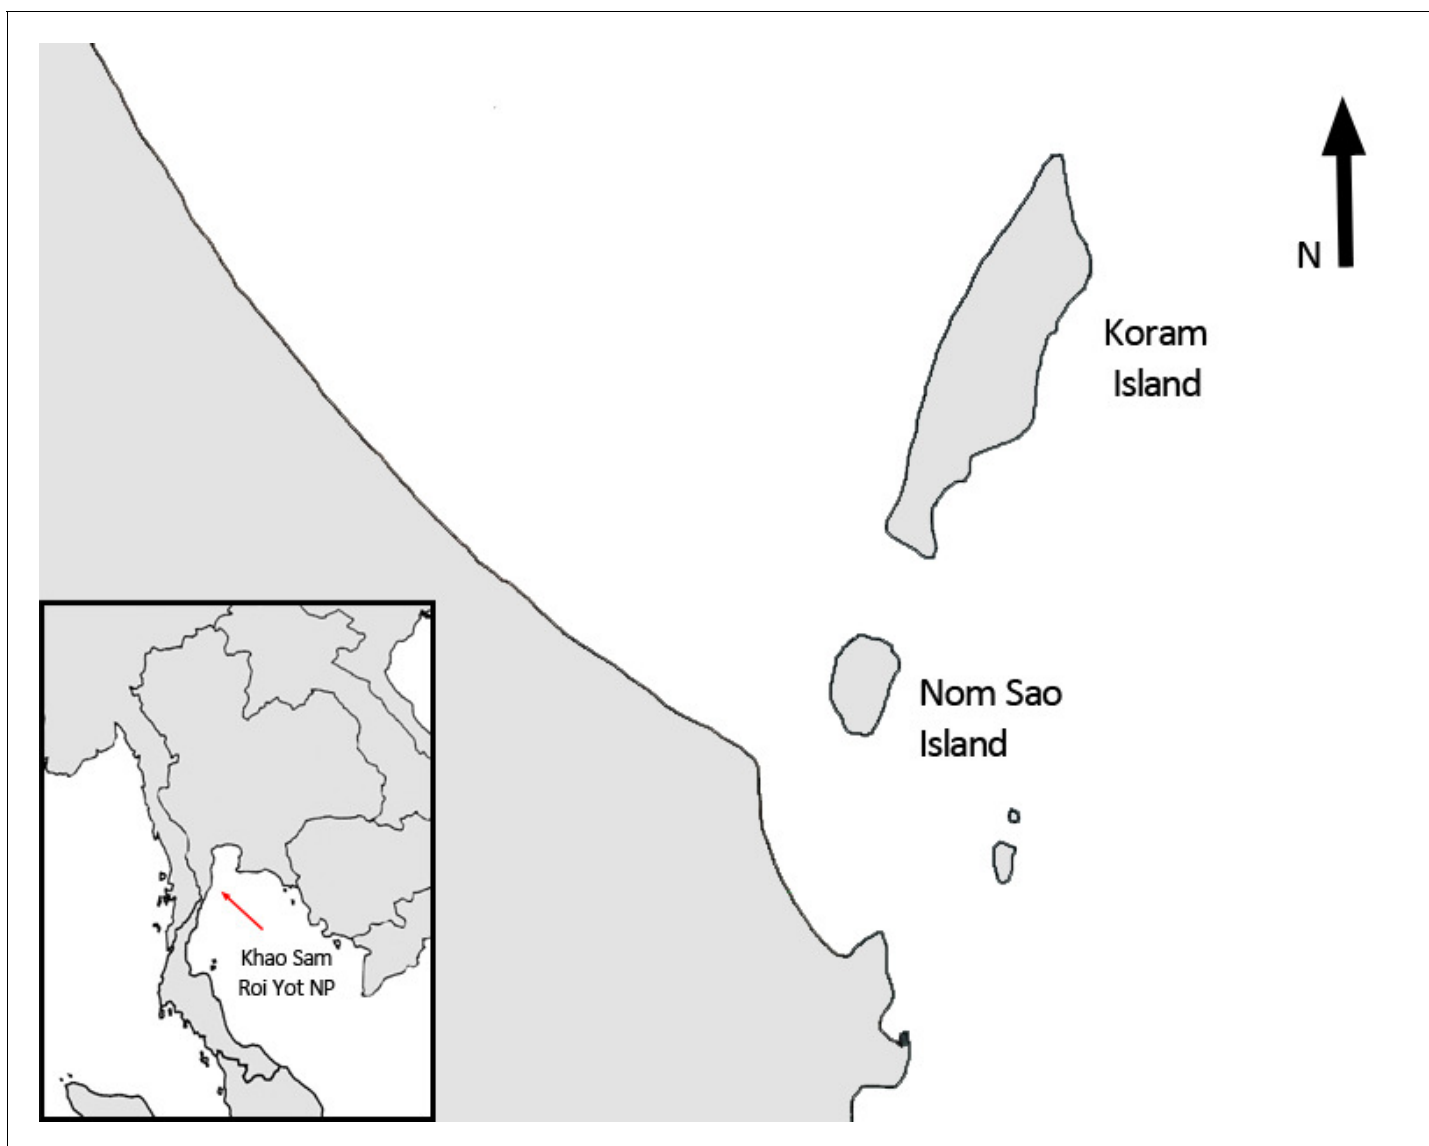 N
Koram
Island
Nom Sao
Island
Khao Sam
Roi Yot NP